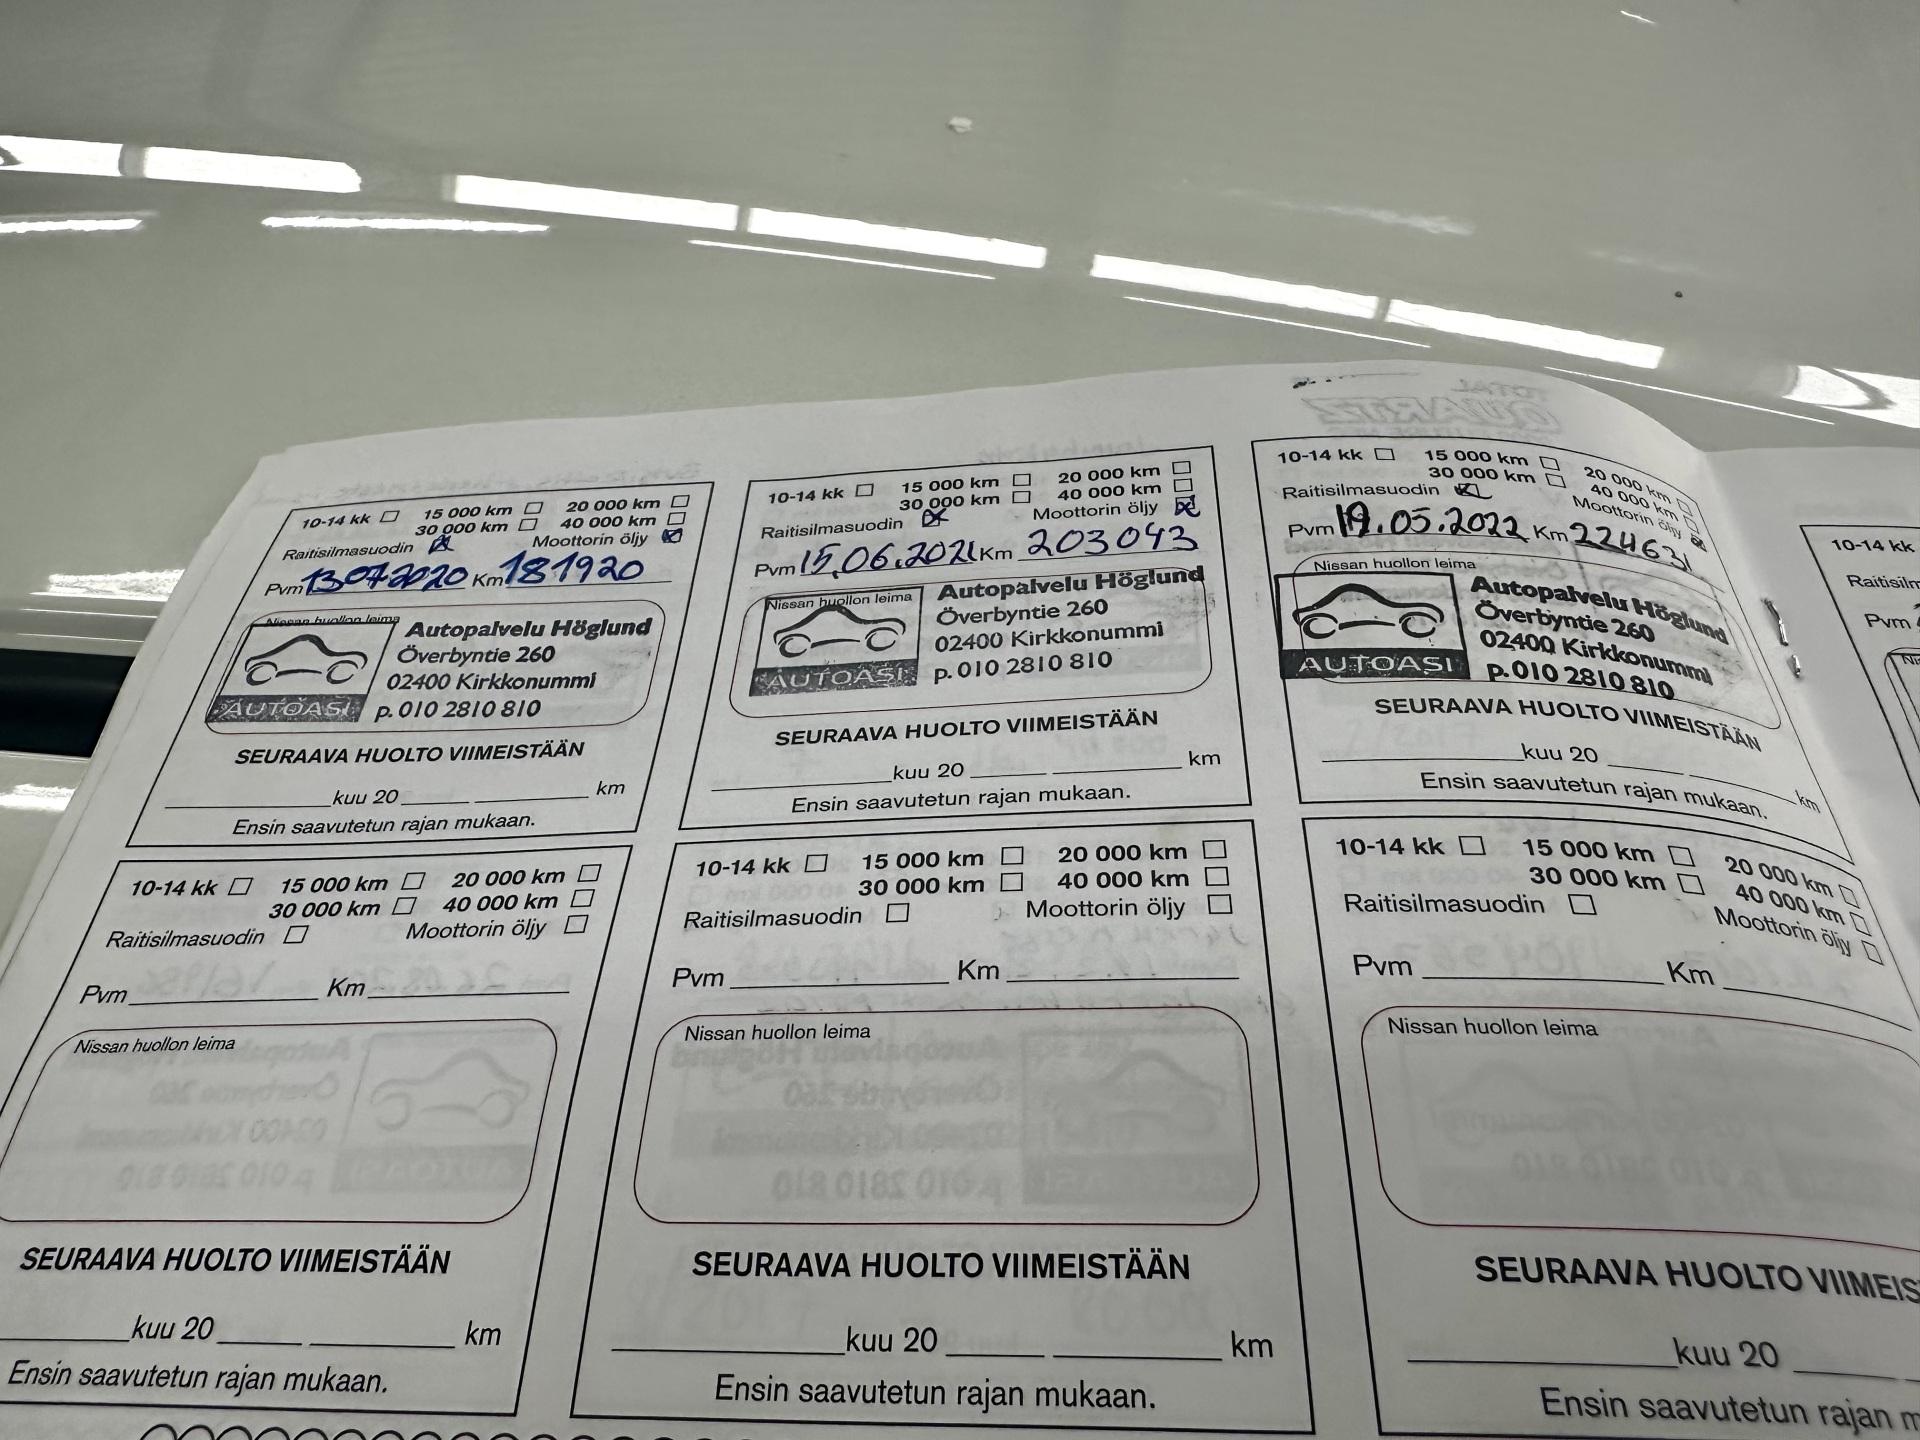 10-14 kk 15 000 km 20 000 km
30 000 km 40 000 km
Raitisilmasuodin Moottorin öljy
Pvm 13 07 2020 Km 181920
Nissan huollon leima
Autopalvelu Höglund
Överbyntie 260
02400 Kirkkonummi
AUTOASI p. 010 2810 810
SEURAAVA HUOLTO VIIMEISTÄÄN
kuu 20 km
Ensin saavutetun rajan mukaan.
10-14 kk 15 000 km 20 000 km
30 000 km 40 000 km
Raitisilmasuodin Moottorin öljy
Pvm 15.06.2021 Km 203043
Nissan huollon leima
Autopalvelu Höglund
Överbyntie 260
02400 Kirkkonummi
AUTOASI p. 010 2810 810
SEURAAVA HUOLTO VIIMEISTÄÄN
kuu 20 km
Ensin saavutetun rajan mukaan.
10-14 kk 15 000 km 20 000 km
30 000 km 40 000 km
Raitisilmasuodin Moottorin öljy
Pvm 19.05.2022 Km 224631
Nissan huollon leima
Autopalvelu Höglund
Överbyntie 260
02400 Kirkkonummi
AUTOASI p. 010 2810 810
SEURAAVA HUOLTO VIIMEISTÄÄN
kuu 20 km
Ensin saavutetun rajan mukaan.
10-14 kk
Pvm
10-14 kk 15 000 km 20 000 km
30 000 km 40 000 km
Raitisilmasuodin Moottorin öljy
Pvm Km
Nissan huollon leima
SEURAAVA HUOLTO VIIMEISTÄÄN
kuu 20 km
Ensin saavutetun rajan mukaan.
10-14 kk 15 000 km 20 000 km
30 000 km 40 000 km
Raitisilmasuodin Moottorin öljy
Pvm Km
Nissan huollon leima
SEURAAVA HUOLTO VIIMEISTÄÄN
kuu 20 km
Ensin saavutetun rajan mukaan.
10-14 kk 15 000 km 20 000 km
30 000 km 40 000 km
Raitisilmasuodin Moottorin öljy
Pvm Km
Nissan huollon leima
SEURAAVA HUOLTO VIIMEIS
kuu 20
Ensin saavutetun rajan m